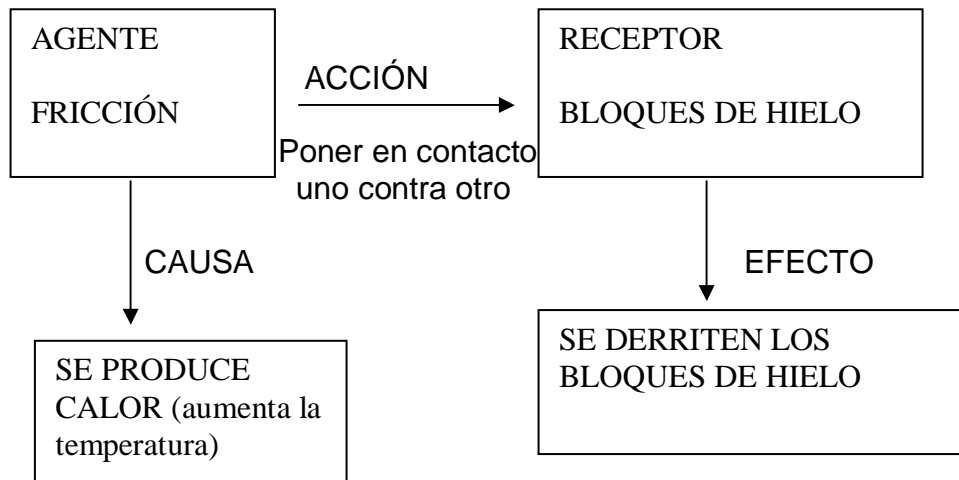 AGENTE
FRICCIÓN
ACCIÓN
Poner en contacto
uno contra otro
RECEPTOR
BLOQUES DE HIELO
CAUSA
EFECTO
SE PRODUCE
CALOR (aumenta la
temperatura)
SE DERRITEN LOS
BLOQUES DE HIELO